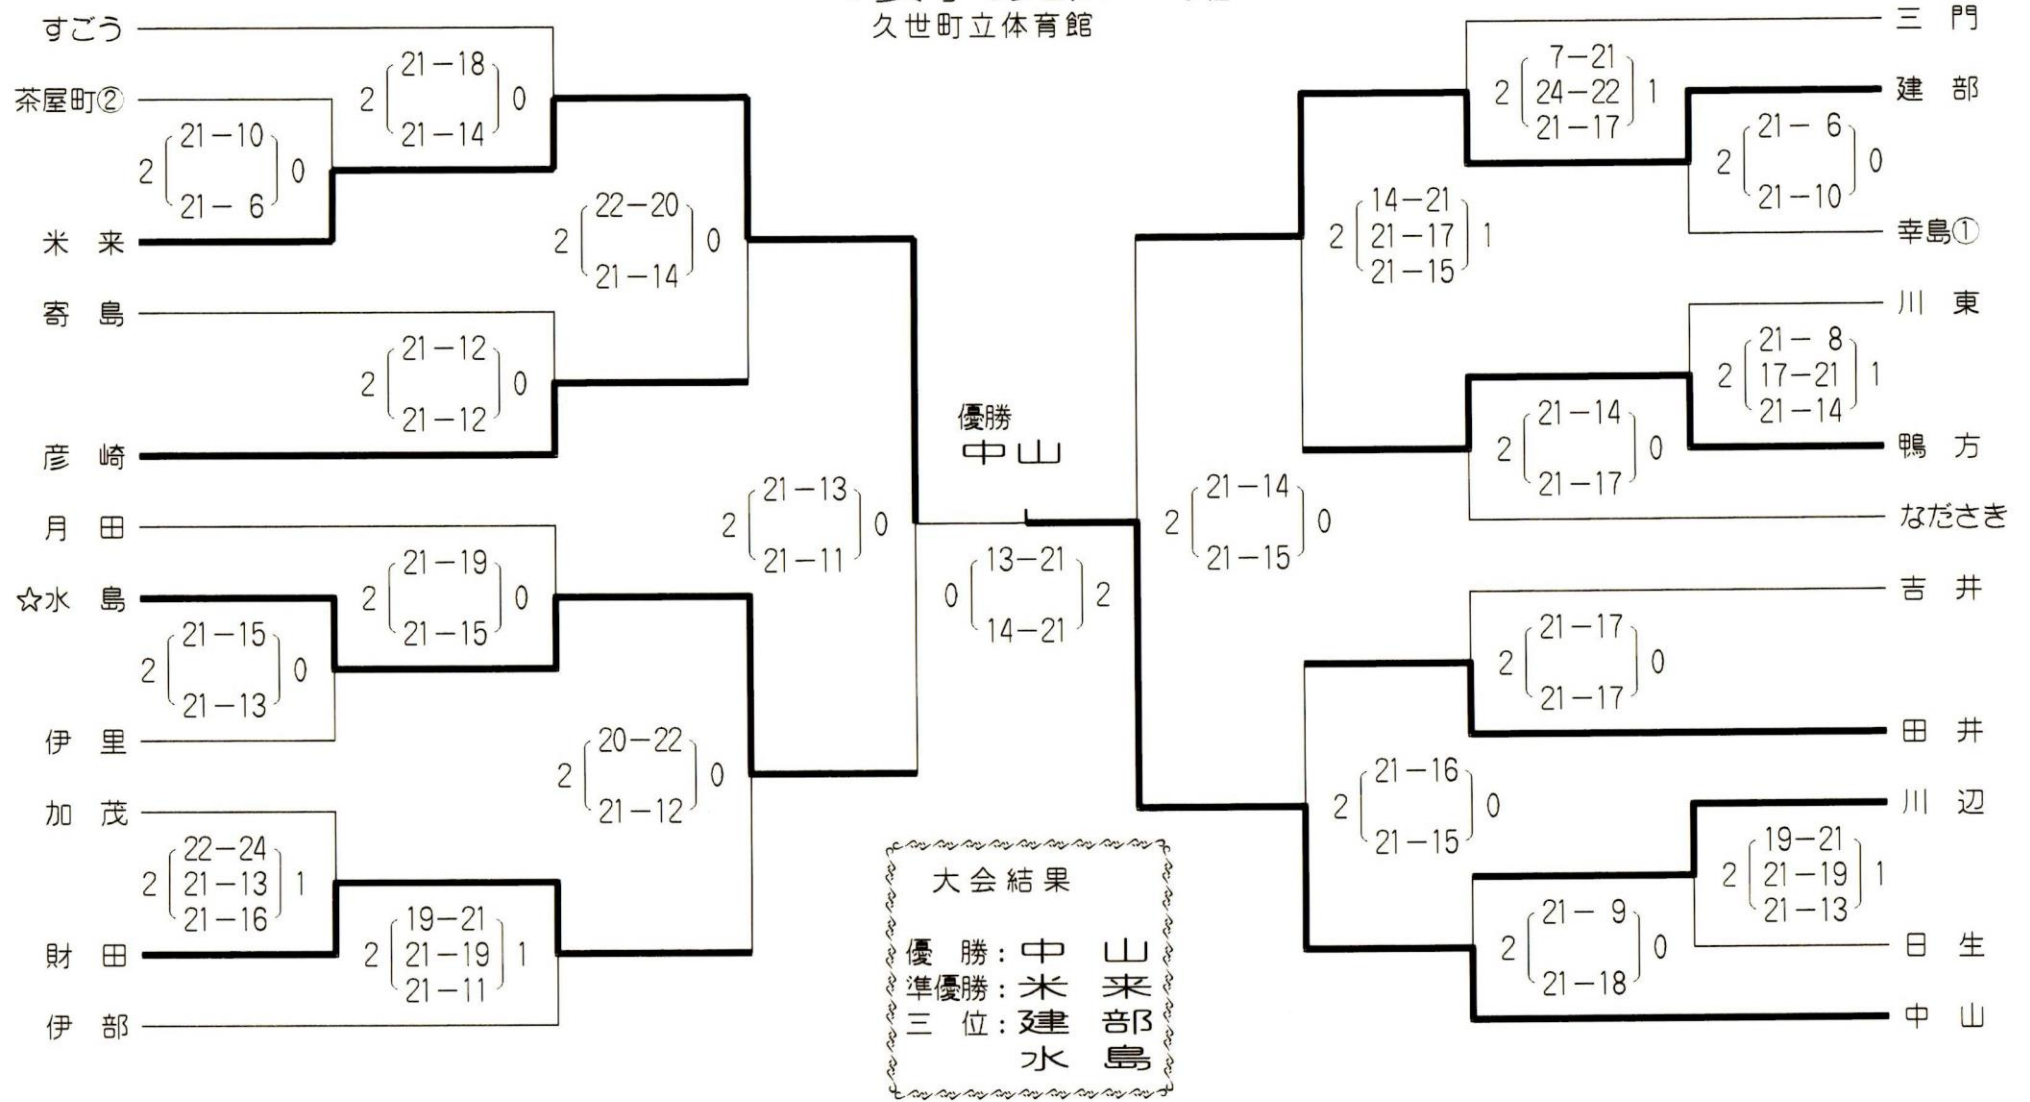 久世町立体育館
すごう
2 21－18 0
21－14
茶屋町②
2 21－10 0
21－ 6
米 来
2 22－20 0
21－14
寄 島
2 21－12 0
21－12
彦 崎
2 21－13 0
21－11
月 田
2 21－19 0
21－15
☆水 島
2 21－15 0
21－13
伊 里
2 20－22 0
21－12
加 茂
22－24
2 21－13 1
21－16
財 田
19－21
2 21－19 1
21－11
伊 部
優勝
中山
0 13－21 2
14－21
三 門
7－21
2 24－22 1
21－17
建 部
2 21－ 6 0
21－10
幸島①
14－21
2 21－17 1
21－15
川 東
21－ 8
2 17－21 1
21－14
鴨 方
2 21－14 0
21－17
なださき
2 21－14 0
21－15
吉 井
2 21－17 0
21－17
田 井
2 21－16 0
21－15
川 辺
19－21
2 21－19 1
21－13
日 生
2 21－ 9 0
21－18
中 山
大会結果
優 勝：中 山
準優勝：米 来
三 位：建 部
水 島